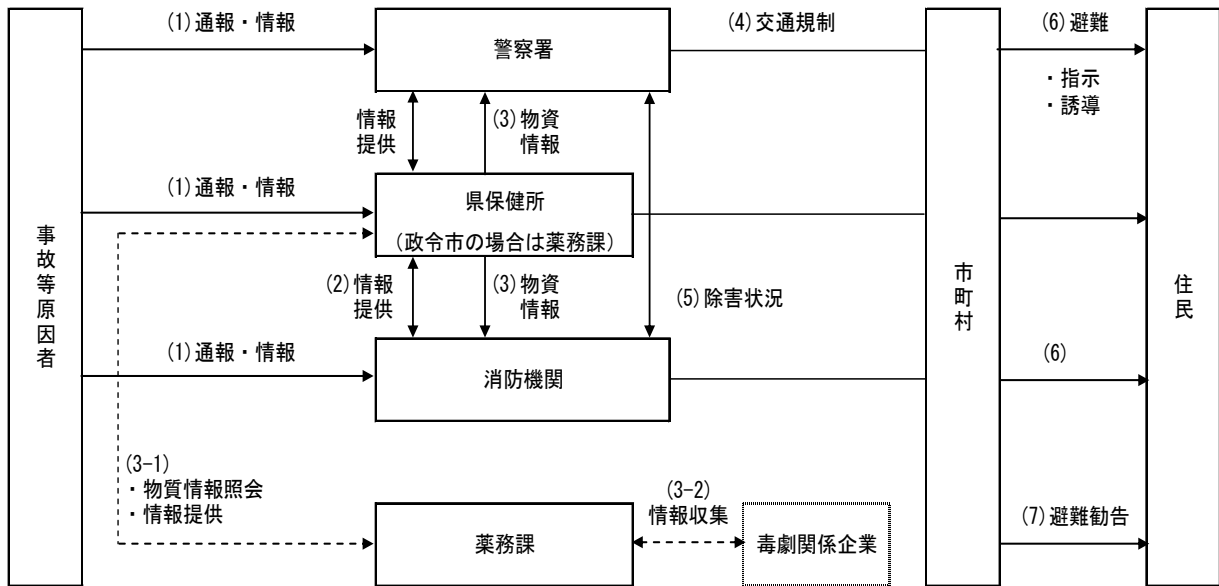 (1)通報・情報
警察署
(4)交通規制
(6)避難
・指示
・誘導
情報
提供
(3)物資
情報
(1)通報・情報
県保健所
(政令市の場合は薬務課)
事故等原因者
(2)情報
提供
(3)物資
情報
(5)除害状況
市町村
住民
(1)通報・情報
消防機関
(6)
(3-1)
・物質情報照会
・情報提供
薬務課
(3-2)
情報収集
毒劇関係企業
(7)避難勧告